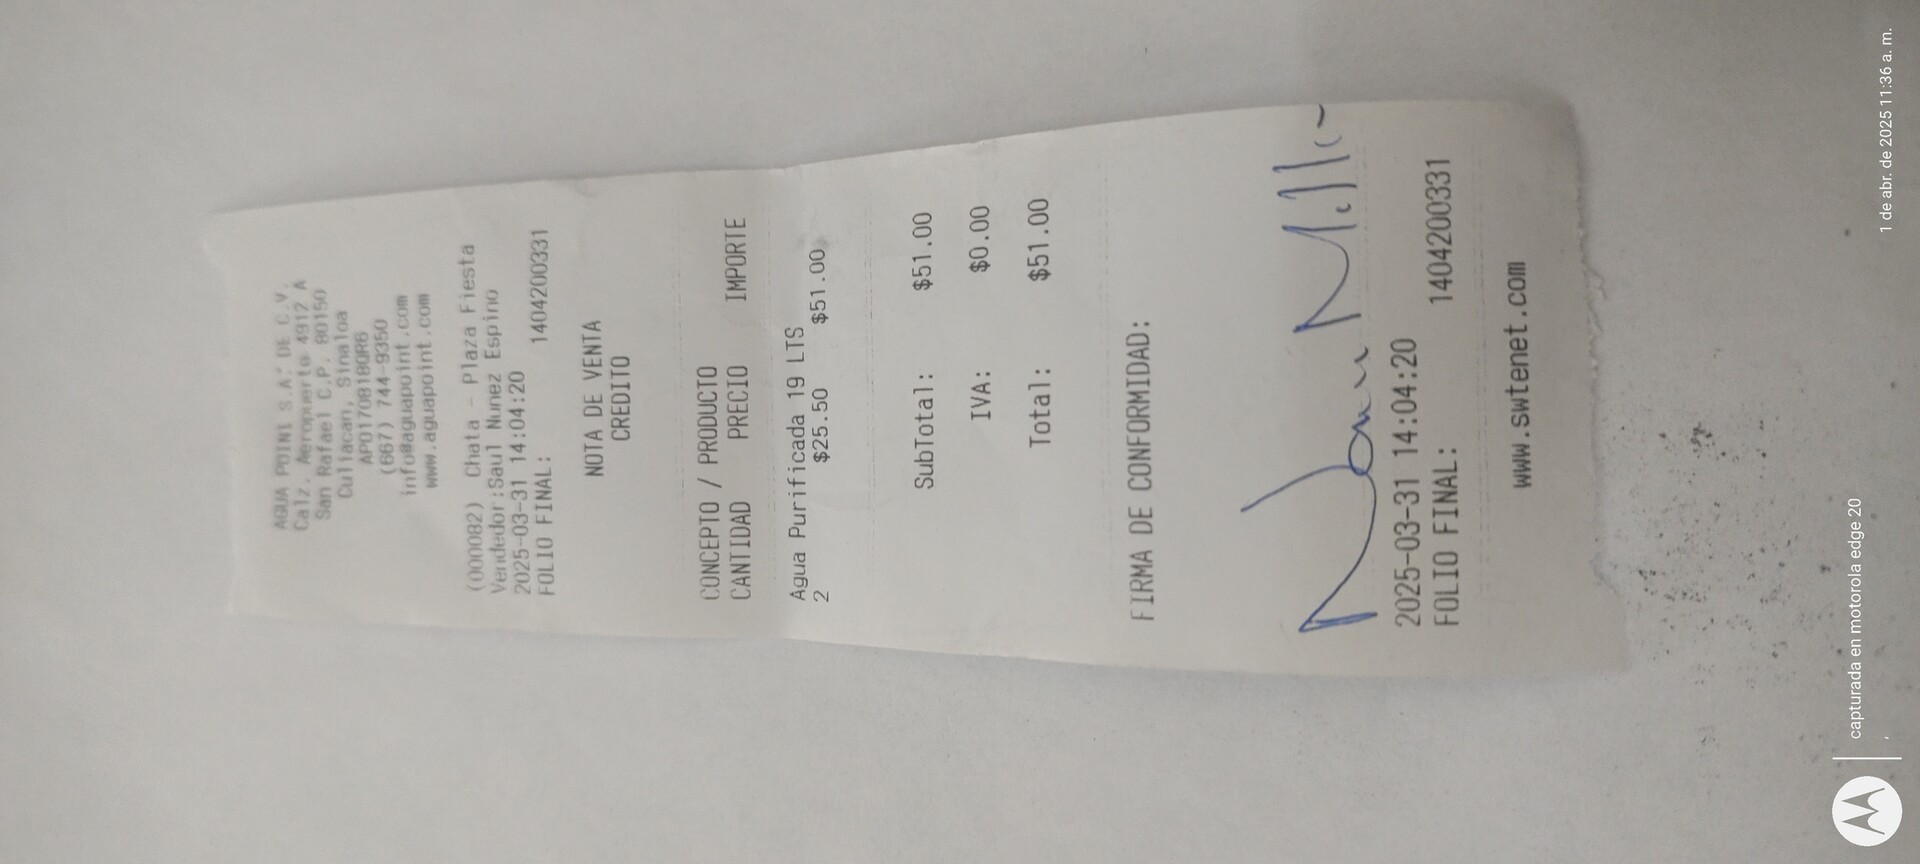 AGUA POINT S.A. DE C.V.
Calz. Aeropuerto 4912 A
San Rafael C.P. 80150
Culiacan, Sinaloa
APO170818QR6
(667) 744-9350
info@aguapoint.com
www.aguapoint.com
(000082) Chata - Plaza Fiesta
Vendedor:Saul Nunez Espino
2025-03-31 14:04:20
FOLIO FINAL: 1404200331
NOTA DE VENTA
CREDITO
CONCEPTO / PRODUCTO
CANTIDAD PRECIO IMPORTE
Agua Purificada 19 LTS
2 $25.50 $51.00
SubTotal: $51.00
IVA: $0.00
Total: $51.00
FIRMA DE CONFORMIDAD:
2025-03-31 14:04:20
FOLIO FINAL: 1404200331
www.swtenet.com
capturada en motorola edge 20
1 de abr. de 2025 11:36 a. m.